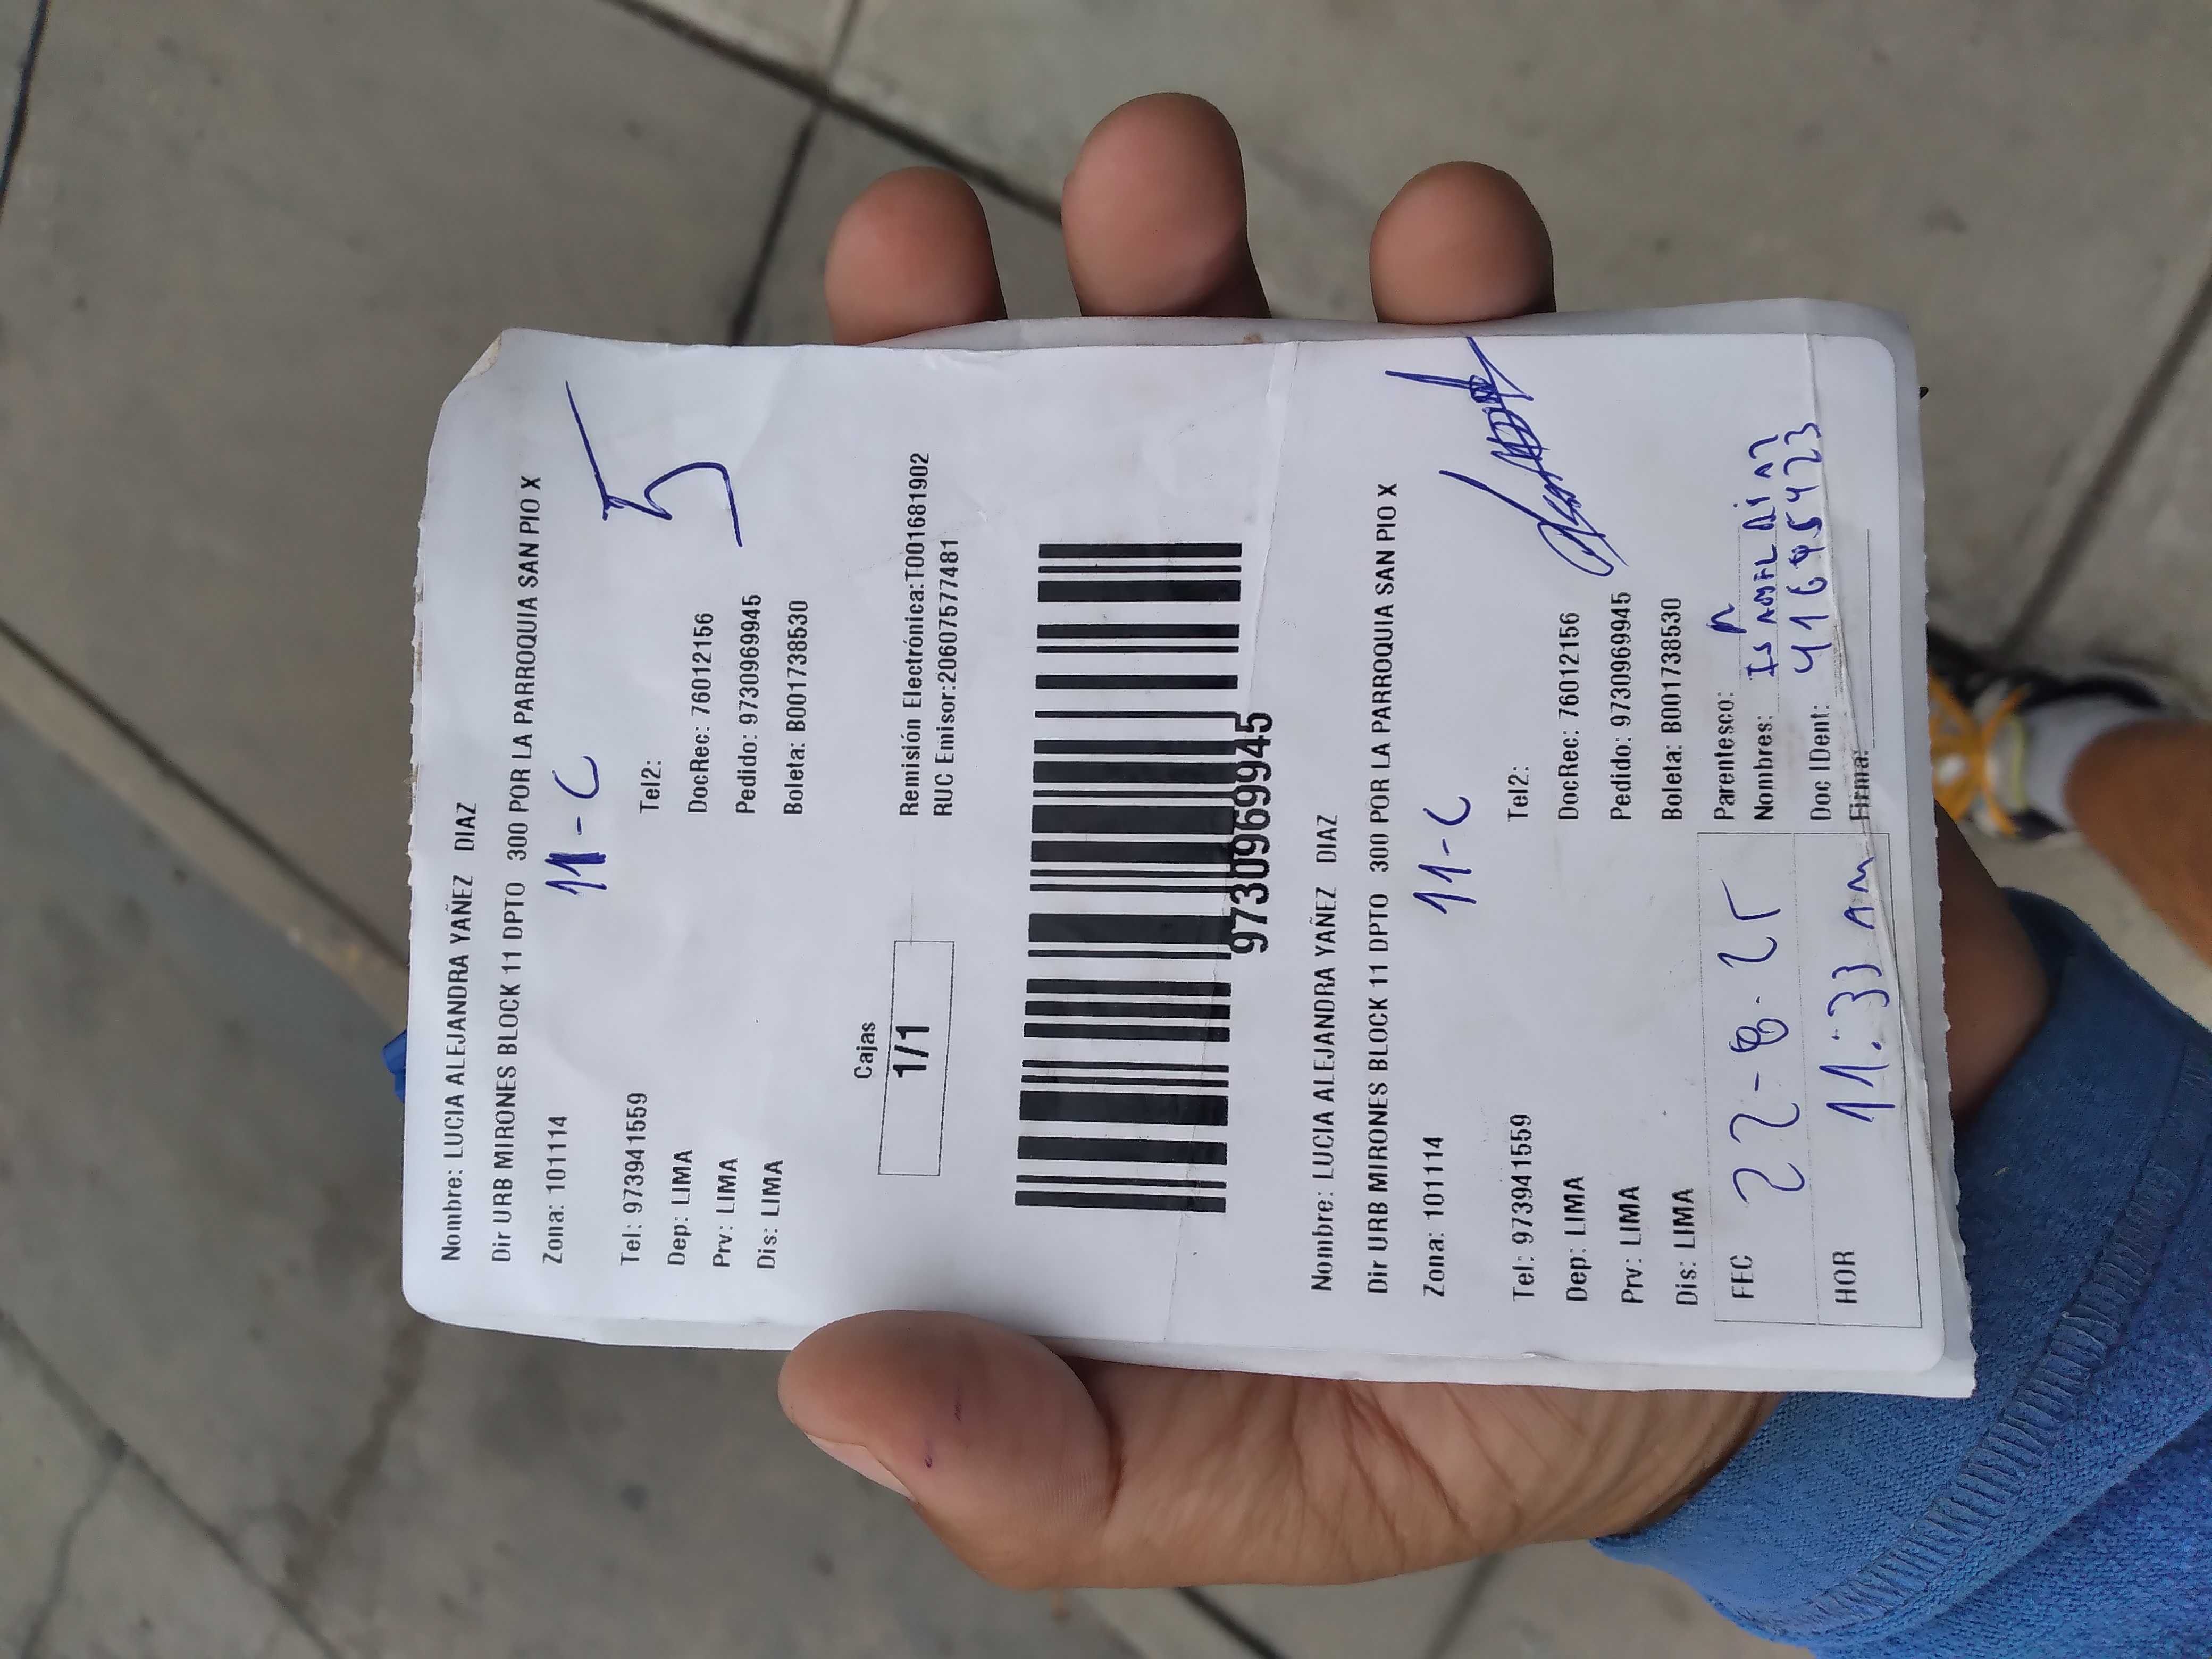 Nombre: LUCIA ALEJANDRA YAÑEZ DIAZ
Dir URB MIRONES BLOCK 11 DPTO 300 POR LA PARROQUIA SAN PIO X
Zona: 101114
11-C
5
Tel: 973941559 Tel2:
Dep: LIMA DocRec: 76012156
Prv: LIMA Pedido: 9730969945
Dis: LIMA Boleta: B001738530
Cajas
1/1
Remisión Electrónica:T001681902
RUC Emisor:20607577481
9730969945
Nombre: LUCIA ALEJANDRA YAÑEZ DIAZ
Dir URB MIRONES BLOCK 11 DPTO 300 POR LA PARROQUIA SAN PIO X
Zona: 101114
11-C
Tel: 973941559 Tel2:
Dep: LIMA DocRec: 76012156
Prv: LIMA Pedido: 9730969945
Dis: LIMA Boleta: B001738530
FEC 22-8-25 Parentesco:
Nombres:
HOR 11:33 am Doc IDent:
Firma: